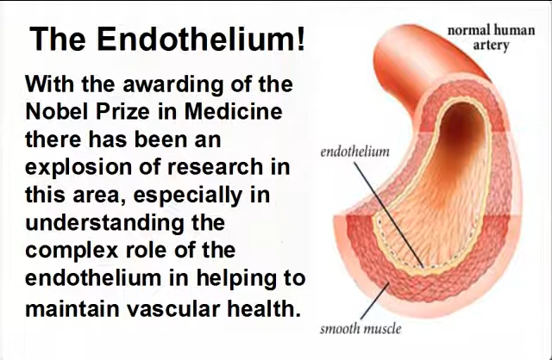 The Endothelium!
With the awarding of the
Nobel Prize in Medicine
there has been an
explosion of research in
this area, especially in
understanding the
complex role of the
endothelium in helping to
maintain vascular health.
normal human
artery
endothelium
smooth muscle